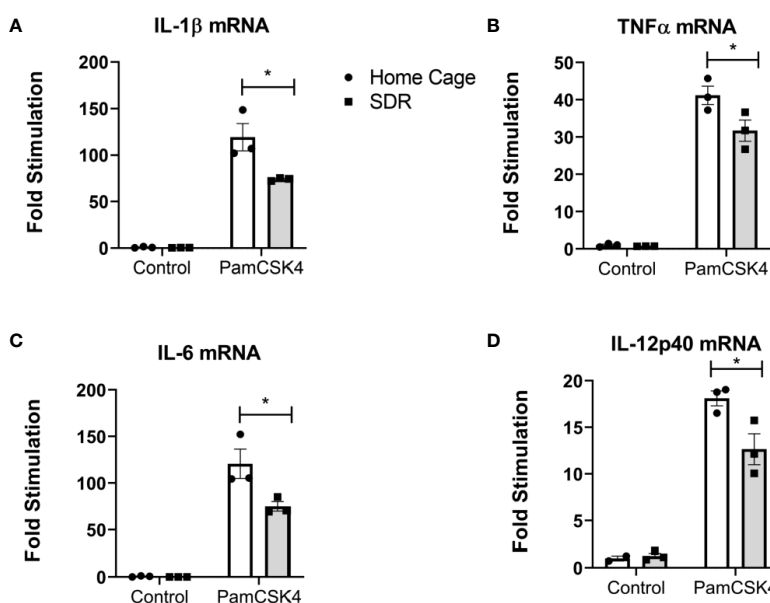 A
IL-1β mRNA
200
150
100
50
0
Fold Stimulation
*
Control
PamCSK4
Home Cage
SDR
B
TNFα mRNA
50
40
30
20
10
0
Fold Stimulation
*
Control
PamCSK4
C
IL-6 mRNA
200
150
100
50
0
Fold Stimulation
*
Control
PamCSK4
D
IL-12p40 mRNA
20
15
10
5
0
Fold Stimulation
*
Control
PamCSK4